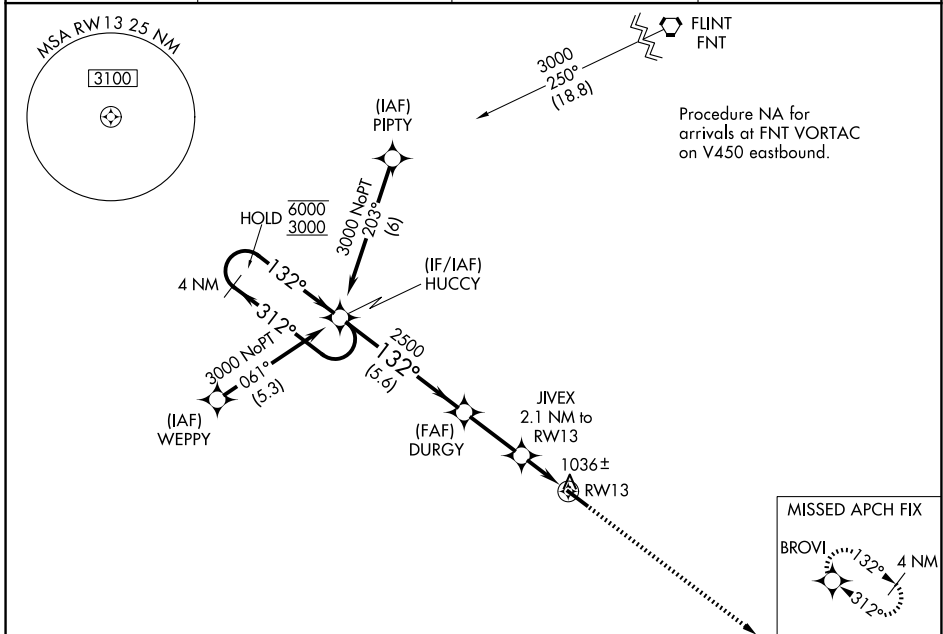 MSA RW13 25 NM
3100
FLINT
FNT
3000
250°
(18.8)
Procedure NA for
arrivals at FNT VORTAC
on V450 eastbound.
(IAF)
PIPTY
3000 NoPT
203°
(6)
HOLD
6000
3000
4 NM
132°
312°
(IF/IAF)
HUCCY
3000 NoPT
061°
(5.3)
(IAF)
WEPPY
2500
132°
(5.6)
(FAF)
DURGY
JIVEX
2.1 NM to
RW13
1036±
RW13
MISSED APCH FIX
BROVI
132°
4 NM
312°